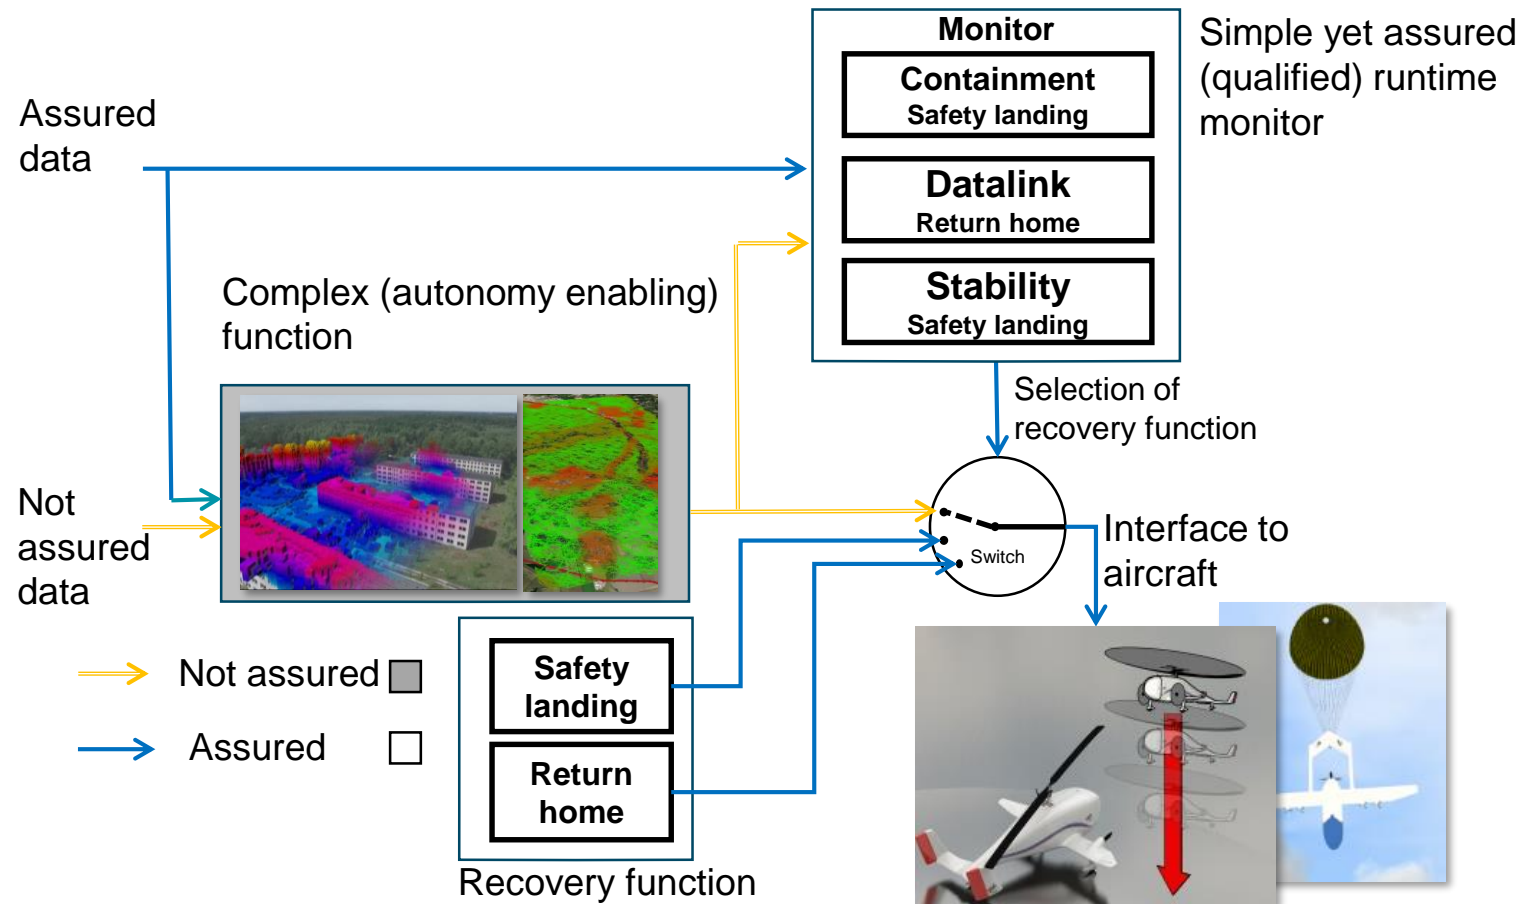 Monitor
Containment
Safety landing
Datalink
Return home
Stability
Safety landing
Simple yet assured
(qualified) runtime
monitor
Assured
data
Complex (autonomy enabling)
function
Selection of
recovery function
Not
assured
data
Switch
Interface to
aircraft
Not assured
Assured
Safety
landing
Return
home
Recovery function